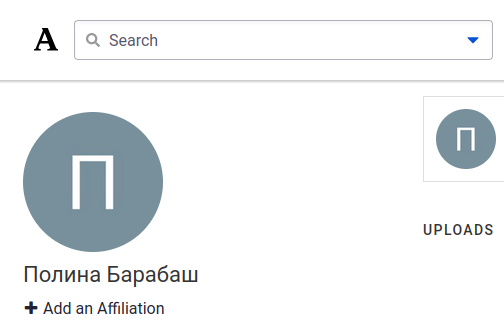 A
Search
П
П
UPLOADS
Полина Барабаш
+ Add an Affiliation